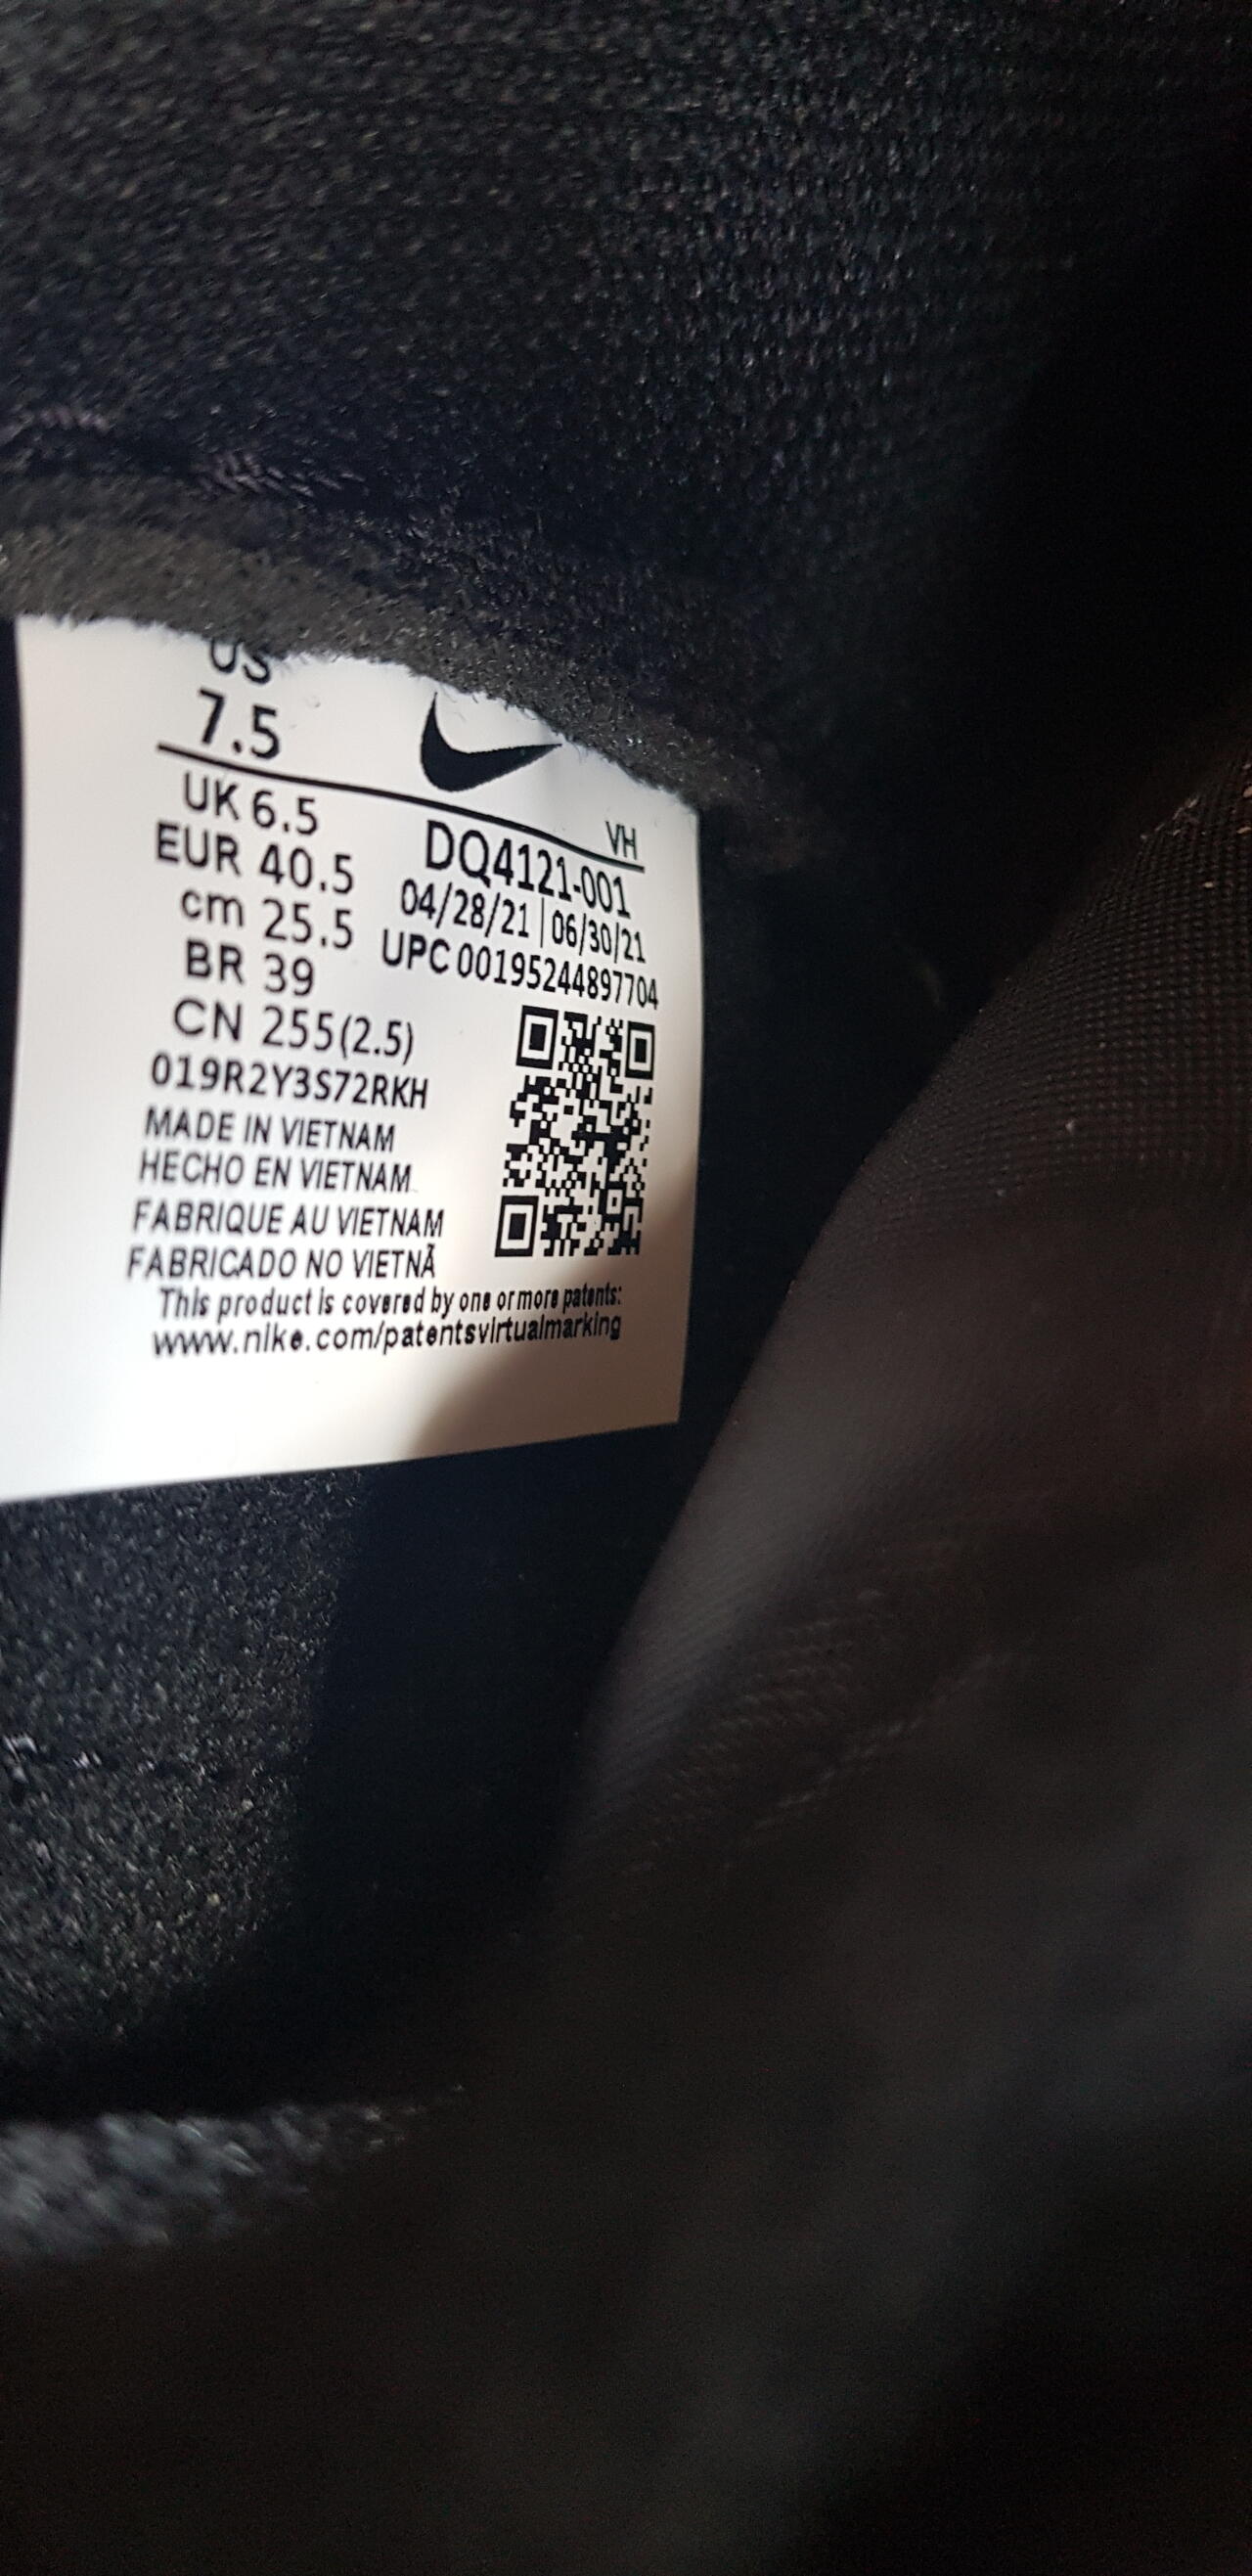 US
7.5
VH
UK 6.5
EUR 40.5
cm 25.5
BR 39
CN 255(2.5)
019R2Y3S72RKH
DQ4121-001
04/28/21 | 06/30/21
UPC 00195244897704
MADE IN VIETNAM
HECHO EN VIETNAM
FABRIQUE AU VIETNAM
FABRICADO NO VIETNÃ
This product is covered by one or more patents:
www.nike.com/patentsvirtualmarking